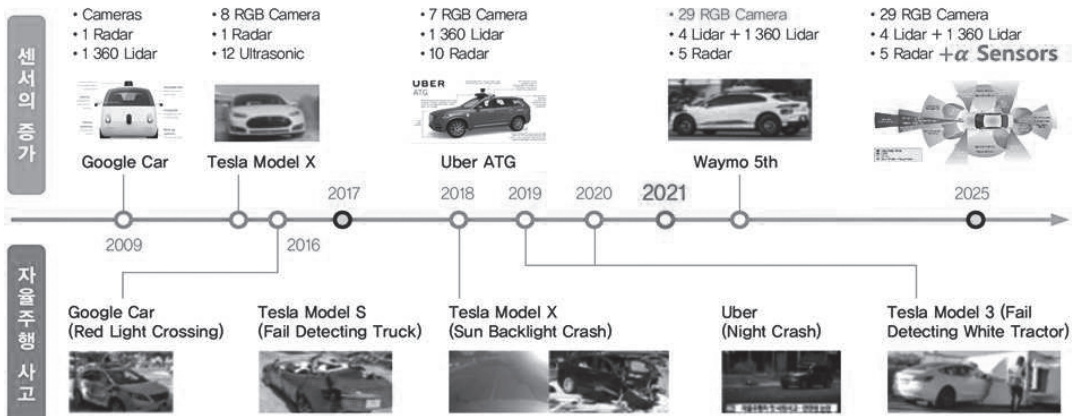 센서의 증가
• Cameras
• 1 Radar
• 1 360 Lidar
Google Car
• 8 RGB Camera
• 1 Radar
• 12 Ultrasonic
Tesla Model X
• 7 RGB Camera
• 1 360 Lidar
• 10 Radar
UBER
ATG
Uber ATG
• 29 RGB Camera
• 4 Lidar + 1 360 Lidar
• 5 Radar
Waymo 5th
• 29 RGB Camera
• 4 Lidar + 1 360 Lidar
• 5 Radar +α Sensors
2009
2016
2017
2018
2019
2020
2021
2025
자율주행 사고
Google Car
(Red Light Crossing)
Tesla Model S
(Fail Detecting Truck)
Tesla Model X
(Sun Backlight Crash)
Uber
(Night Crash)
Tesla Model 3 (Fail
Detecting White Tractor)